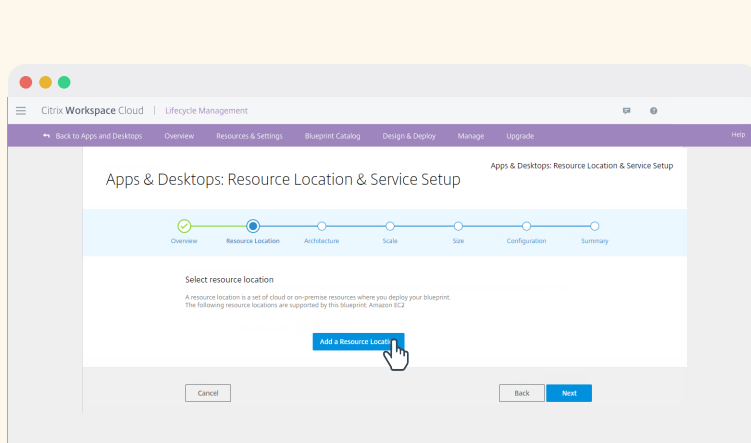 Citrix Workspace Cloud | Lifecycle Management
Back to Apps and Desktops Overview Resources & Settings Blueprint Catalog Design & Deploy Manage Upgrade Help
Apps & Desktops: Resource Location & Service Setup
Apps & Desktops: Resource Location & Service Setup
Overview Resource Location Architecture Scale Size Configuration Summary
Select resource location
A resource location is a set of cloud or on-premise resources where you deploy your blueprint.
The following resource locations are supported by this blueprint: Amazon EC2
Add a Resource Location
Cancel Back Next